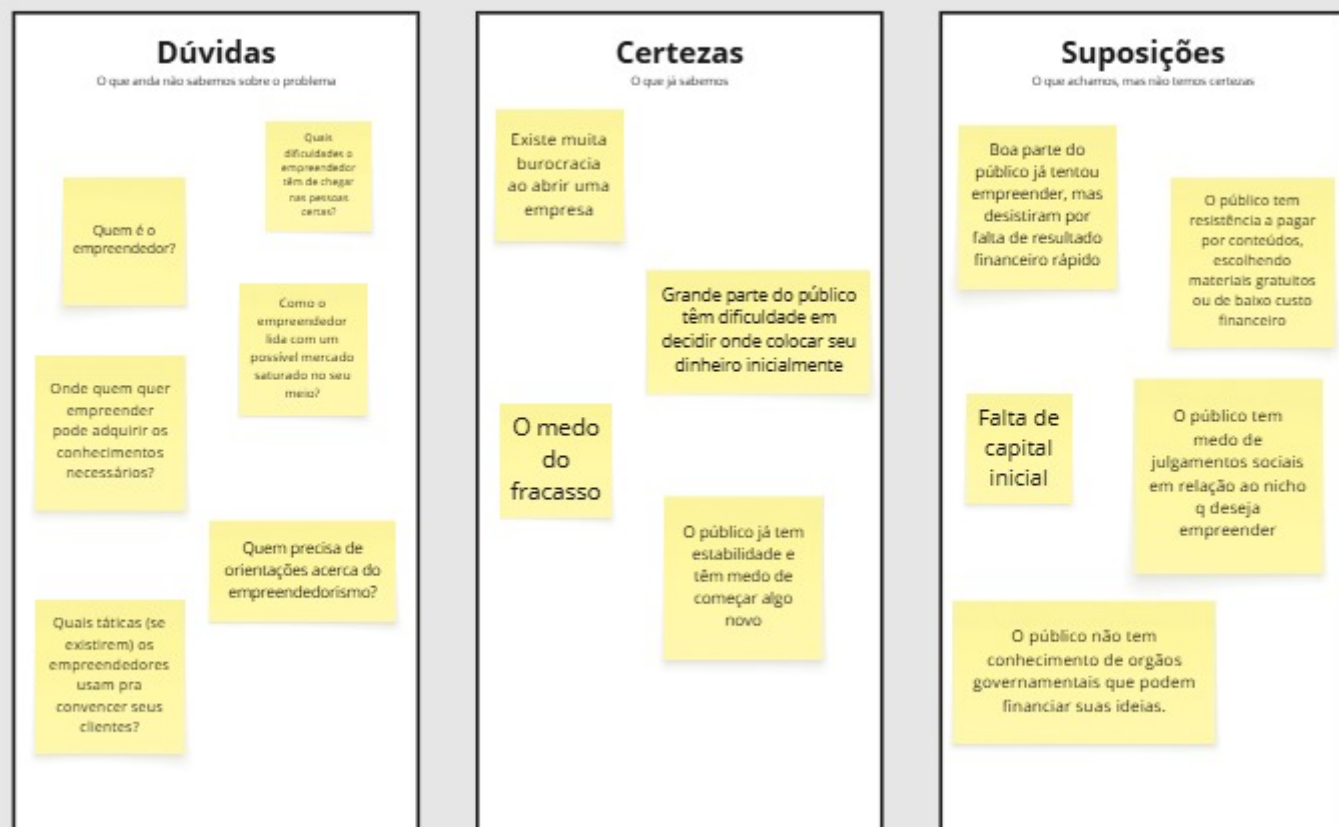 Dúvidas
O que anda não sabemos sobre o problema
Quais
dificuldades o
empreendedor
têm de chegar
nas pessoas
certas?
Quem é o
empreendedor?
Como o
empreendedor
lida com um
possível mercado
saturado no seu
meio?
Onde quem quer
empreender
pode adquirir os
conhecimentos
necessários?
Quem precisa de
orientações acerca do
empreendedorismo?
Quais táticas (se
existirem) os
empreendedores
usam pra
convencer seus
clientes?
Certezas
O que já sabemos
Existe muita
burocracia
ao abrir uma
empresa
Grande parte do público
têm dificuldade em
decidir onde colocar seu
dinheiro inicialmente
O medo
do
fracasso
O público já tem
estabilidade e
têm medo de
começar algo
novo
Suposições
O que achamos, mas não temos certezas
Boa parte do
público já tentou
empreender, mas
desistiram por
falta de resultado
financeiro rápido
O público tem
resistência a pagar
por conteúdos,
escolhendo
materiais gratuitos
ou de baixo custo
financeiro
Falta de
capital
inicial
O público tem
medo de
julgamentos sociais
em relação ao nicho
q deseja
empreender
O público não tem
conhecimento de orgãos
governamentais que podem
financiar suas ideias.